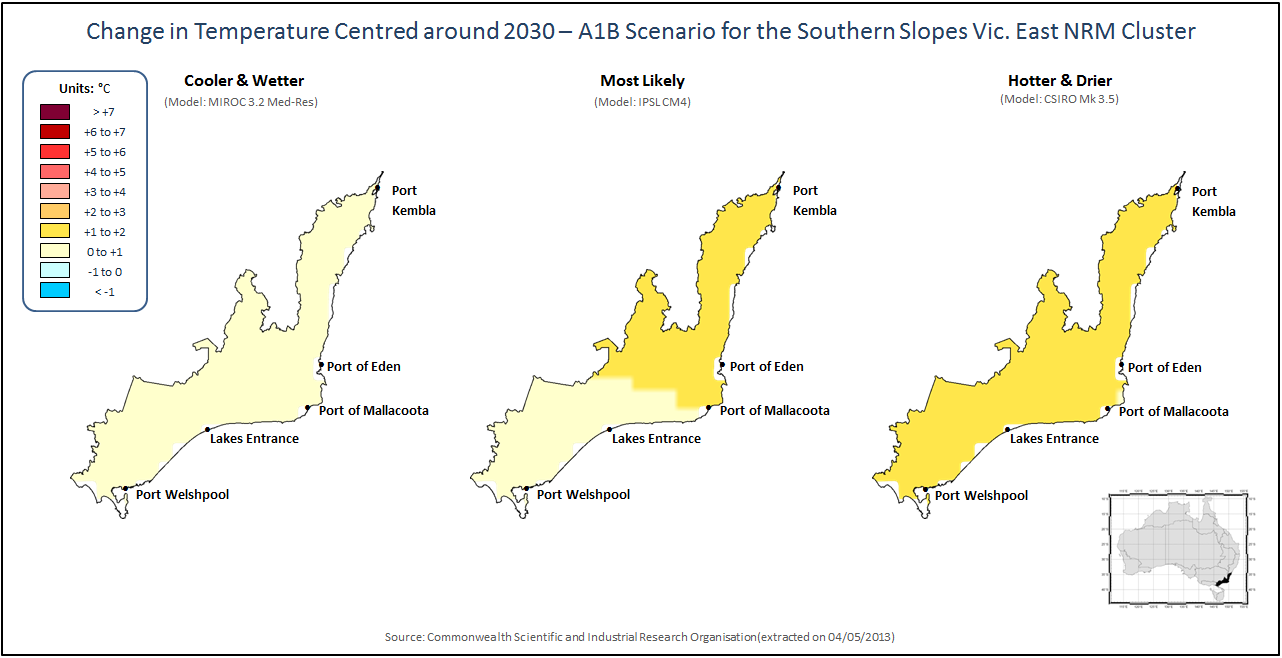 Change in Temperature Centred around 2030 – A1B Scenario for the Southern Slopes Vic. East NRM Cluster
Units: °C
> +7
+6 to +7
+5 to +6
+4 to +5
+3 to +4
+2 to +3
+1 to +2
0 to +1
-1 to 0
< -1
Cooler & Wetter
(Model: MIROC 3.2 Med-Res)
Port
Kembla
Port of Eden
Port of Mallacoota
Lakes Entrance
Port Welshpool
Most Likely
(Model: IPSL CM4)
Port
Kembla
Port of Eden
Port of Mallacoota
Lakes Entrance
Port Welshpool
Hotter & Drier
(Model: CSIRO Mk 3.5)
Port
Kembla
Port of Eden
Port of Mallacoota
Lakes Entrance
Port Welshpool
Source: Commonwealth Scientific and Industrial Research Organisation(extracted on 04/05/2013)